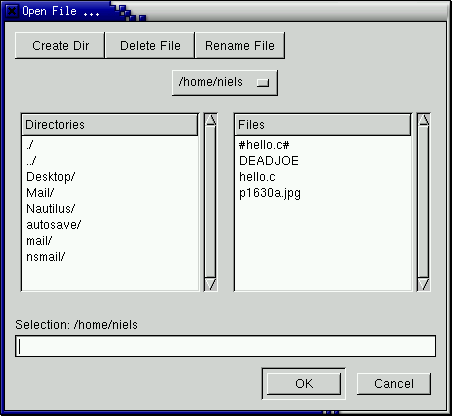 Open File ...
Create Dir Delete File Rename File
/home/niels
Directories
./
../
Desktop/
Mail/
Nautilus/
autosave/
mail/
nsmail/
Files
#hello.c#
DEADJOE
hello.c
p1630a.jpg
Selection: /home/niels
OK Cancel